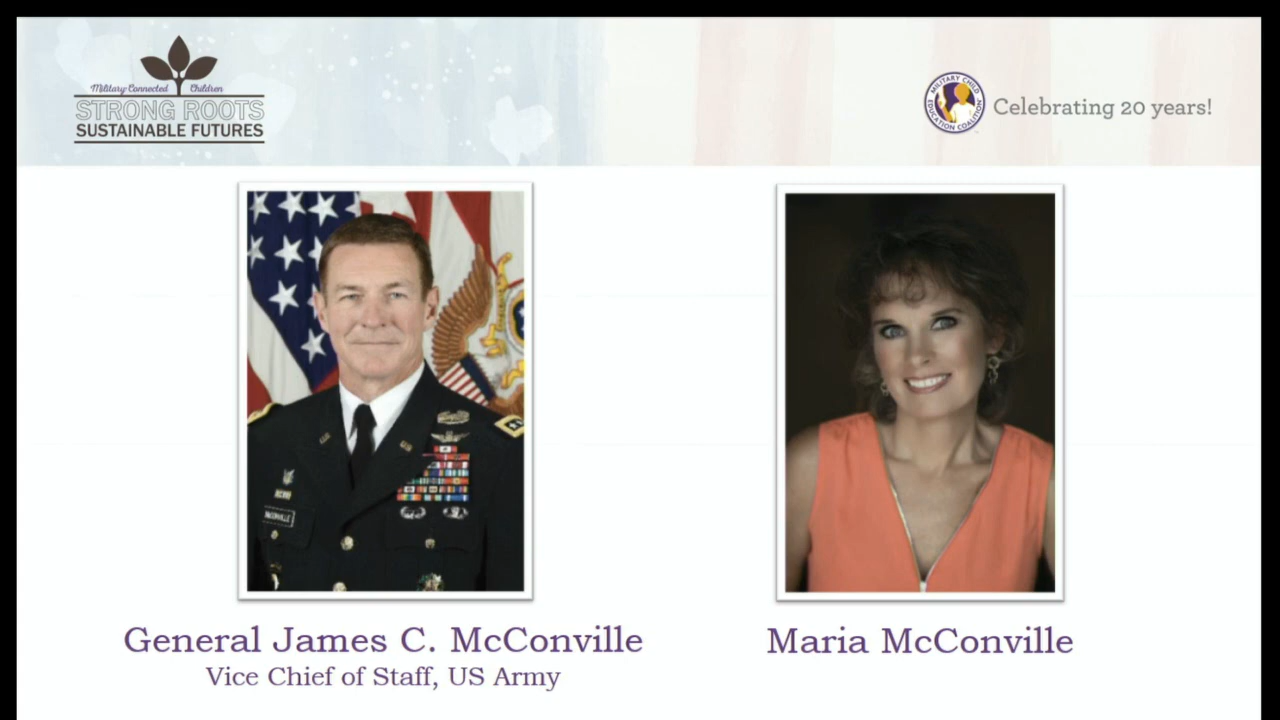 Military Connected Children
STRONG ROOTS
SUSTAINABLE FUTURES
MILITARY CHILD
EDUCATION COALITION
Celebrating 20 years!
McCONVILLE
General James C. McConville
Maria McConville
Vice Chief of Staff, US Army